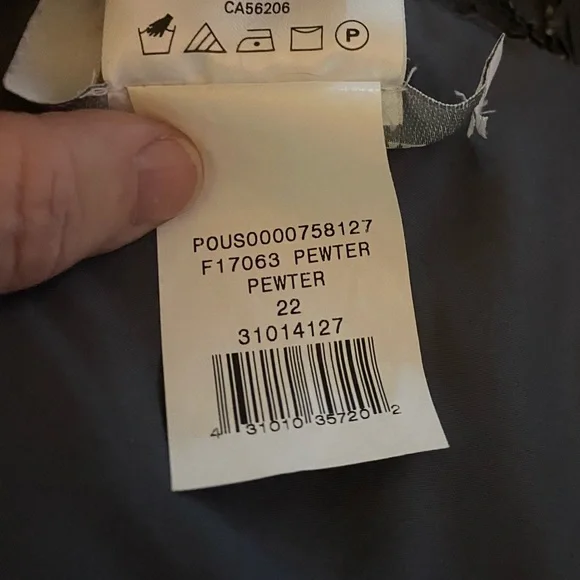 CA56206
P
POUS0000758127
F17063 PEWTER
PEWTER
22
31014127
4 31010 35720 2